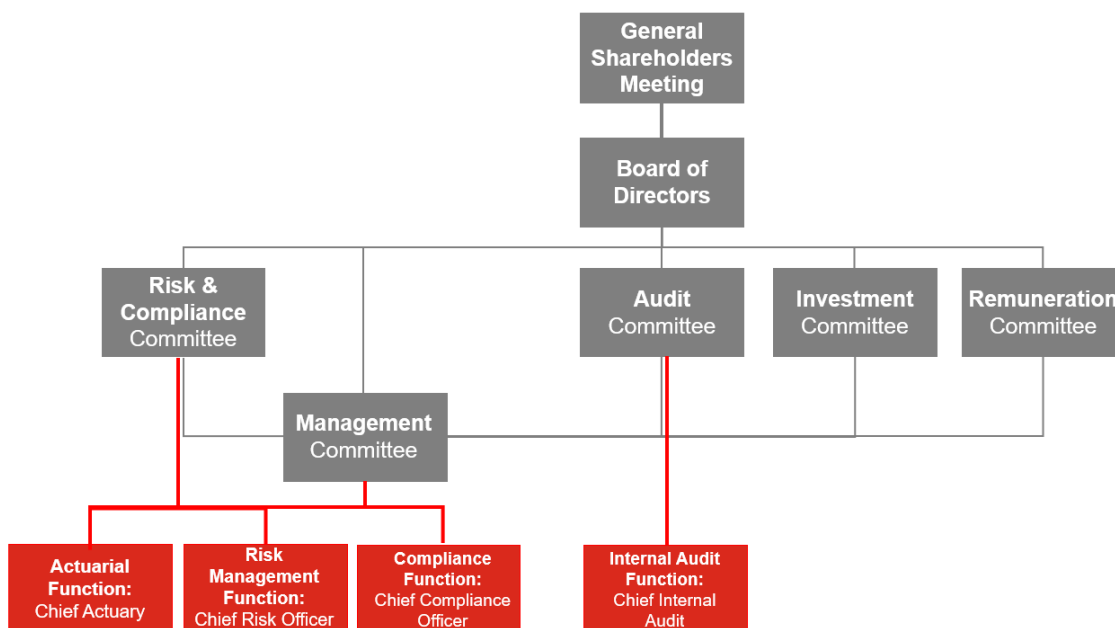 General
Shareholders
Meeting
Board of
Directors
Risk &
Compliance
Committee
Audit
Committee
Investment
Committee
Remuneration
Committee
Management
Committee
Actuarial
Function:
Chief Actuary
Risk
Management
Function:
Chief Risk Officer
Compliance
Function:
Chief Compliance
Officer
Internal Audit
Function:
Chief Internal
Audit